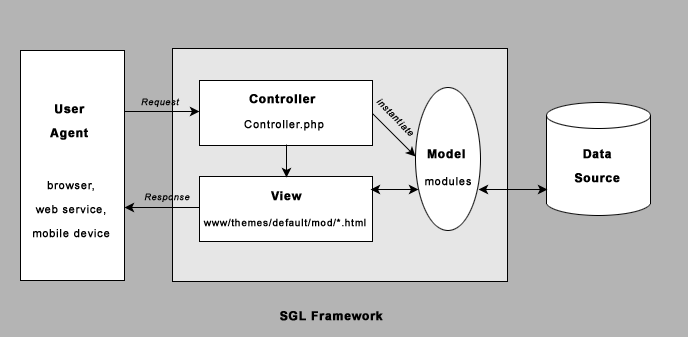 User
Agent
browser,
web service,
mobile device
Request
Response
Controller
Controller.php
instantiate
View
www/themes/default/mod/*.html
Model
modules
Data
Source
SGL Framework